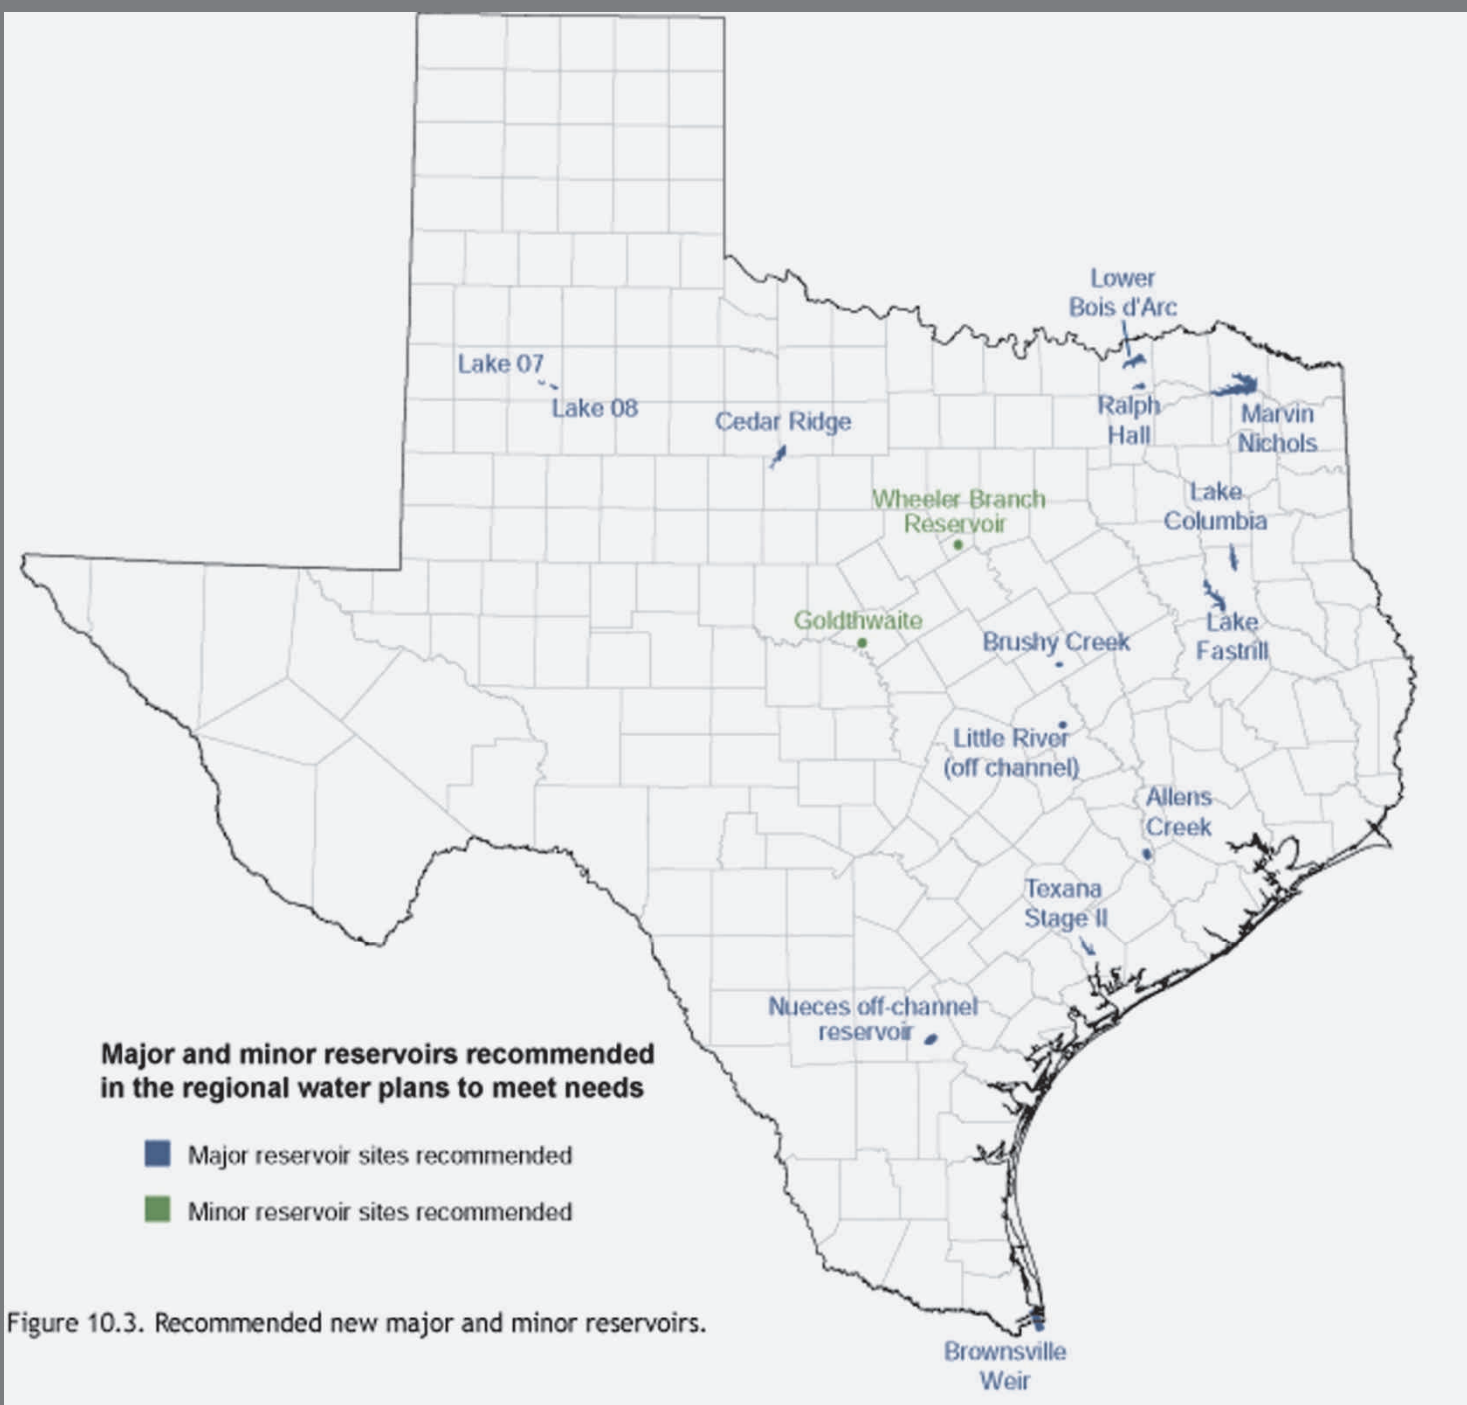 Lower
Bois d'Arc
Lake 07
Lake 08
Cedar Ridge
Ralph
Hall
Marvin
Nichols
Wheeler Branch
Reservoir
Lake
Columbia
Goldthwaite
Brushy Creek
Lake
Fastrill
Little River
(off channel)
Allens
Creek
Texana
Stage II
Nueces off-channel
reservoir
Major and minor reservoirs recommended
in the regional water plans to meet needs
Major reservoir sites recommended
Minor reservoir sites recommended
Figure 10.3. Recommended new major and minor reservoirs.
Brownsville
Weir